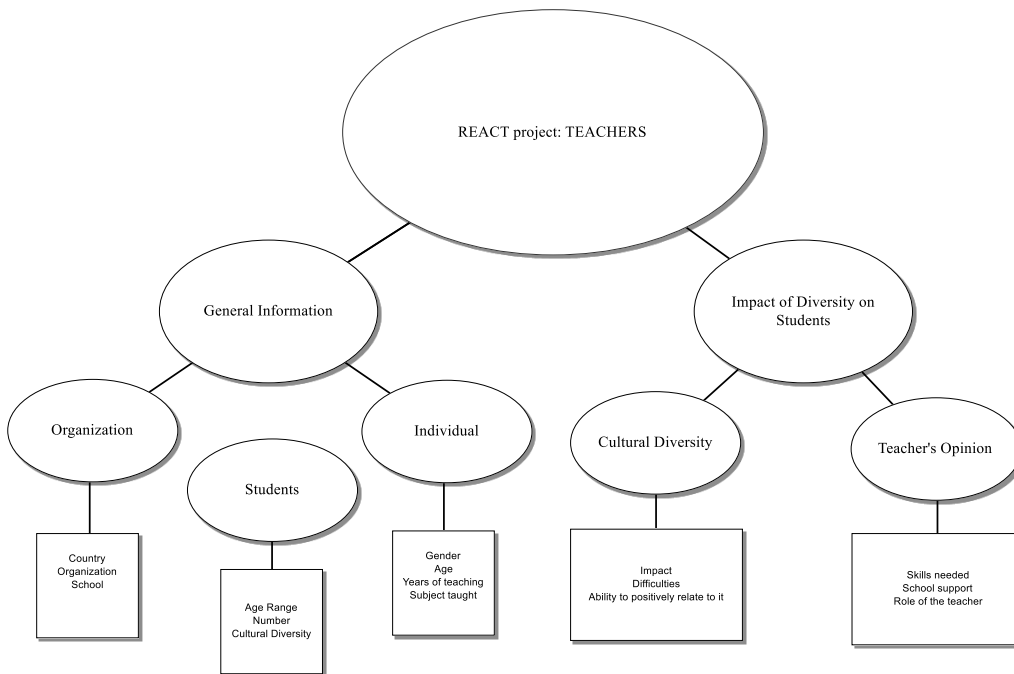 REACT project: TEACHERS
General Information
Impact of Diversity on
Students
Organization
Students
Individual
Cultural Diversity
Teacher's Opinion
Country
Organization
School
Age Range
Number
Cultural Diversity
Gender
Age
Years of teaching
Subject taught
Impact
Difficulties
Ability to positively relate to it
Skills needed
School support
Role of the teacher